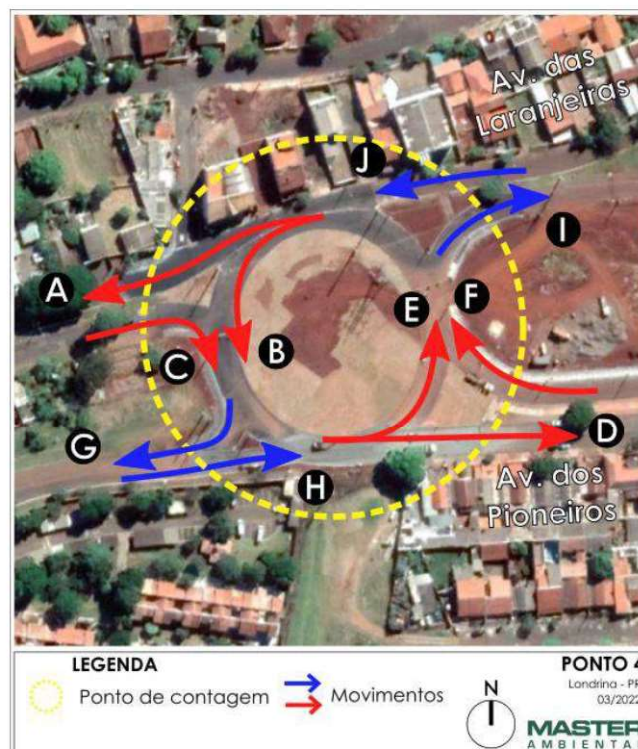 Av. das
Laranjeiras
J
I
A
E
F
B
C
G
D
H
Av. dos
Pioneiros
LEGENDA
Ponto de contagem
Movimentos
N
PONTO 4
Londrina - PR
03/2022
MASTER
AMBIENTAL